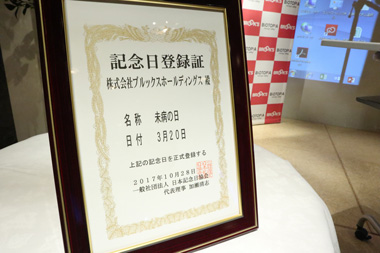 記念日登録証
株式会社ブルックスホールディングス 殿
名称 未病の日
日付 3月20日
上記の記念日を正式登録する
2017年10月28日
一般社団法人 日本記念日協会
代表理事 加瀬清志
BROOK'S
BIOTOPIA